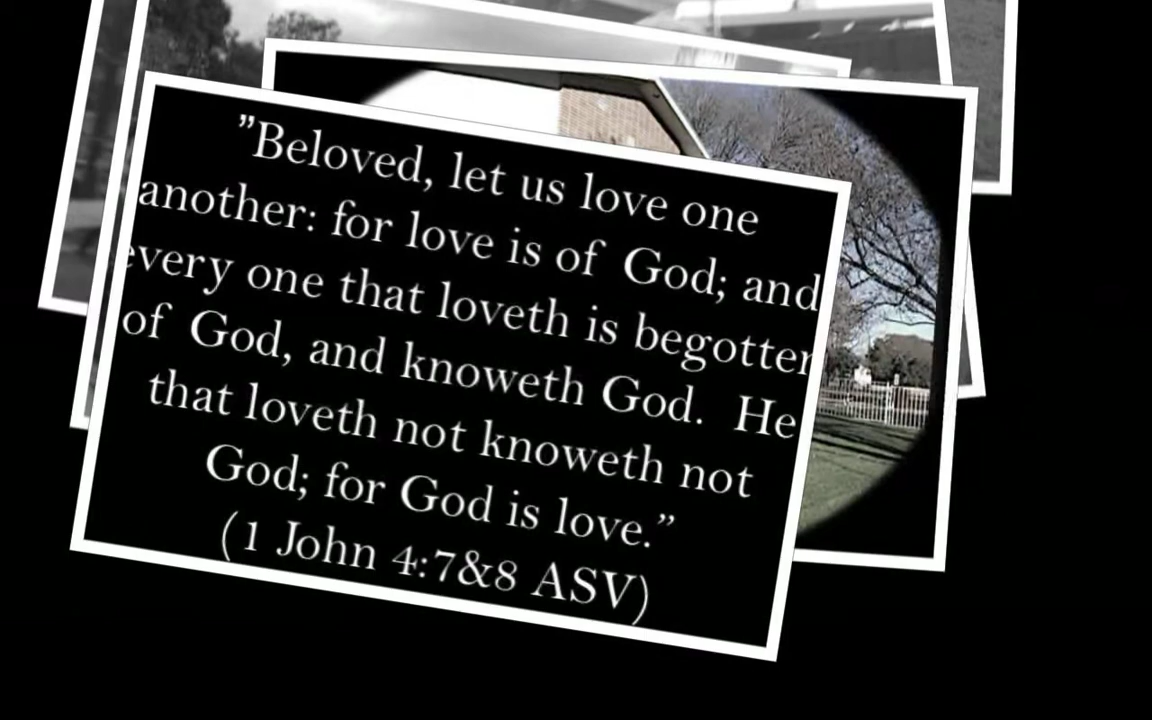 ”Beloved, let us love one
another: for love is of God; and
every one that loveth is begotten
of God, and knoweth God. He
that loveth not knoweth not
God; for God is love.”
(1 John 4:7&8 ASV)